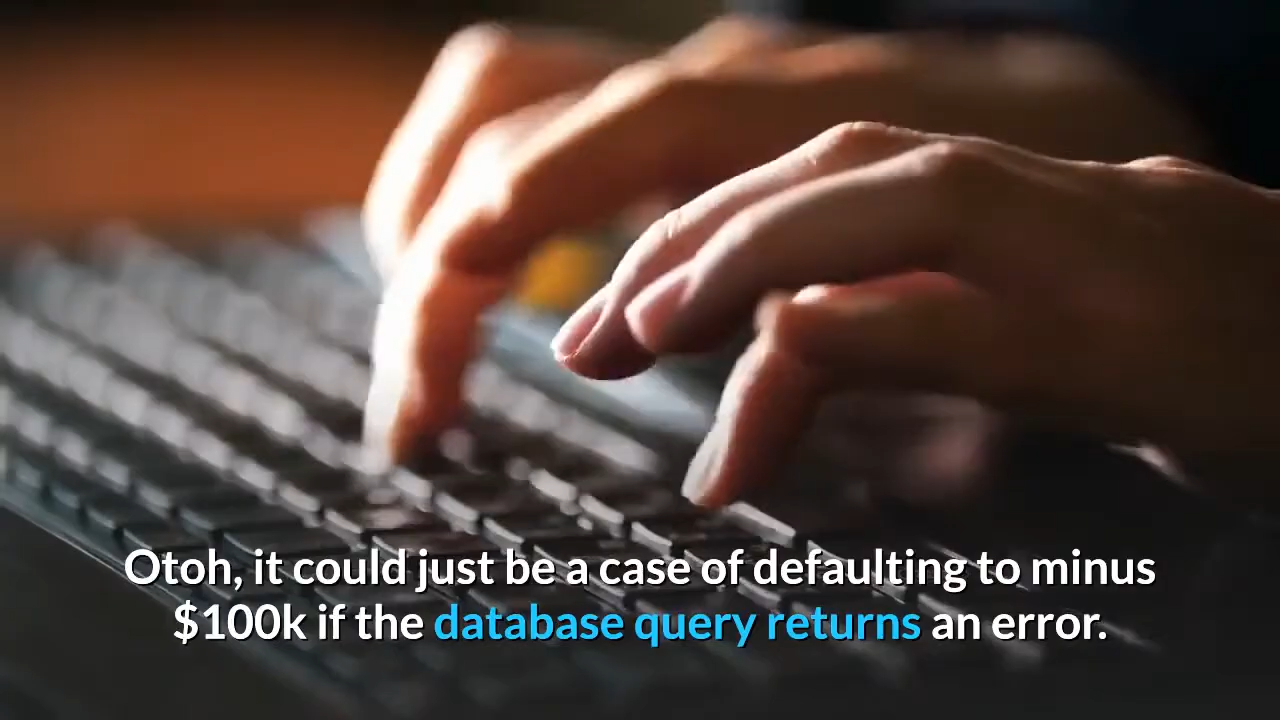 Otoh, it could just be a case of defaulting to minus
$100k if the database query returns an error.